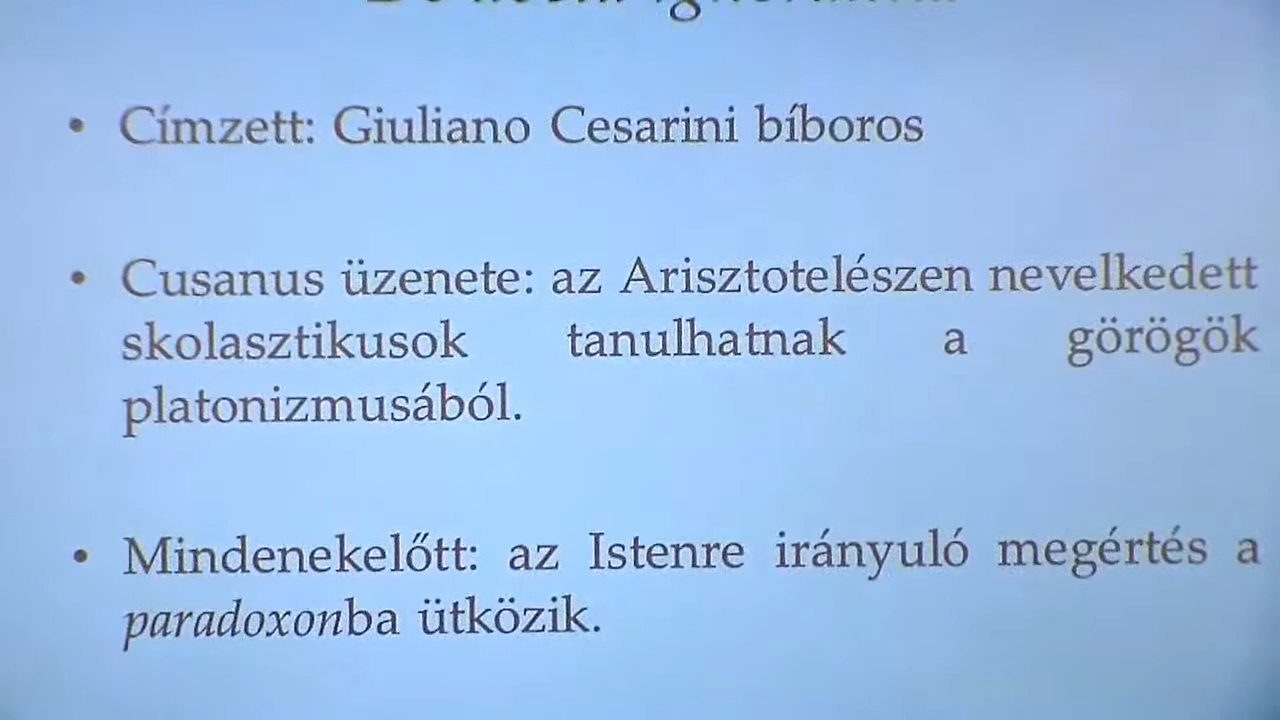 • Címzett: Giuliano Cesarini bíboros
• Cusanus üzenete: az Arisztotelészen nevelkedett
skolasztikusok tanulhatnak a görögök
platonizmusából.
• Mindenekelőtt: az Istenre irányuló megértés a
paradoxonba ütközik.